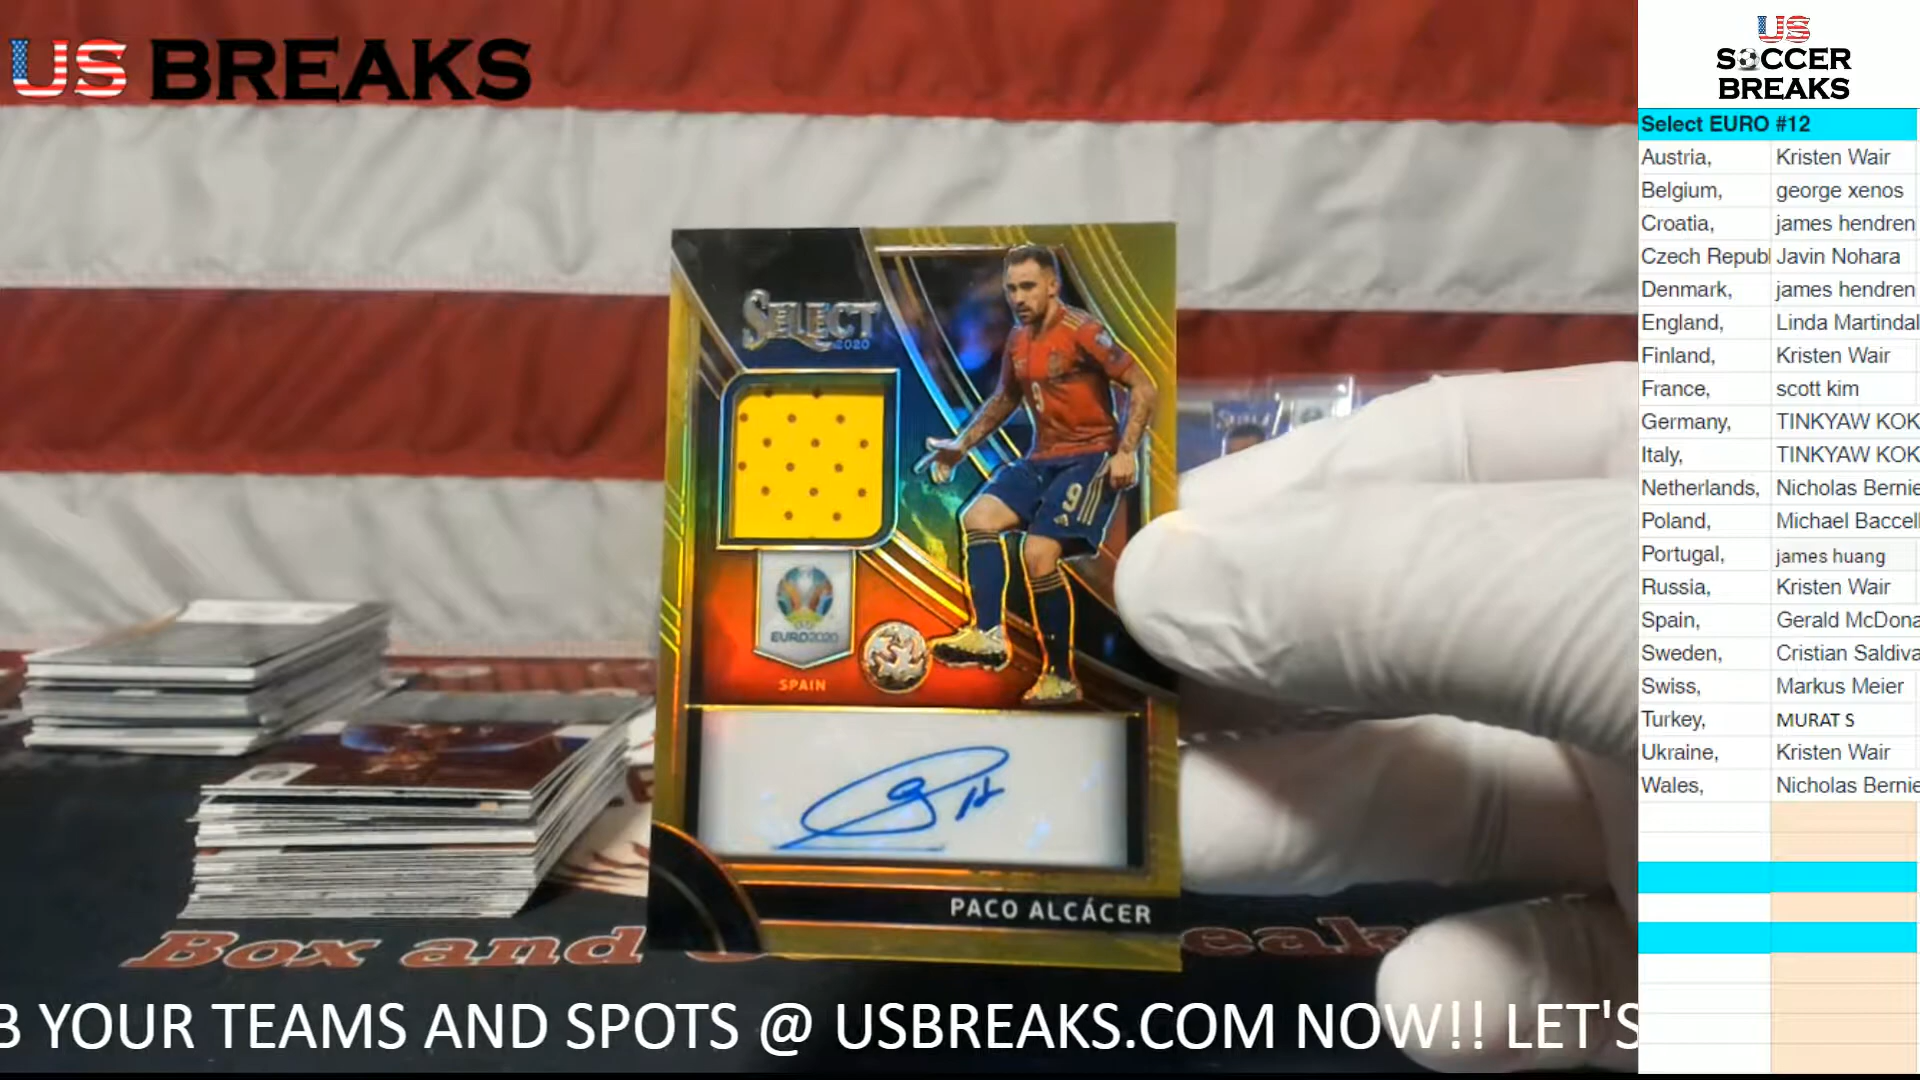 US BREAKS
US
SOCCER
BREAKS
Select EURO #12
Austria, Kristen Wair
Belgium, george xenos
Croatia, james hendren
Czech Republ Javin Nohara
Denmark, james hendren
England, Linda Martindal
Finland, Kristen Wair
France, scott kim
Germany, TINKYAW KOK
Italy, TINKYAW KOK
Netherlands, Nicholas Bernie
Poland, Michael Baccell
Portugal, james huang
Russia, Kristen Wair
Spain, Gerald McDona
Sweden, Cristian Saldiva
Swiss, Markus Meier
Turkey, MURAT S
Ukraine, Kristen Wair
Wales, Nicholas Bernie
SELECT
2020
9
9
EURO2020
SPAIN
PACO ALCÁCER
Box and
B YOUR TEAMS AND SPOTS @ USBREAKS.COM NOW!! LET'S